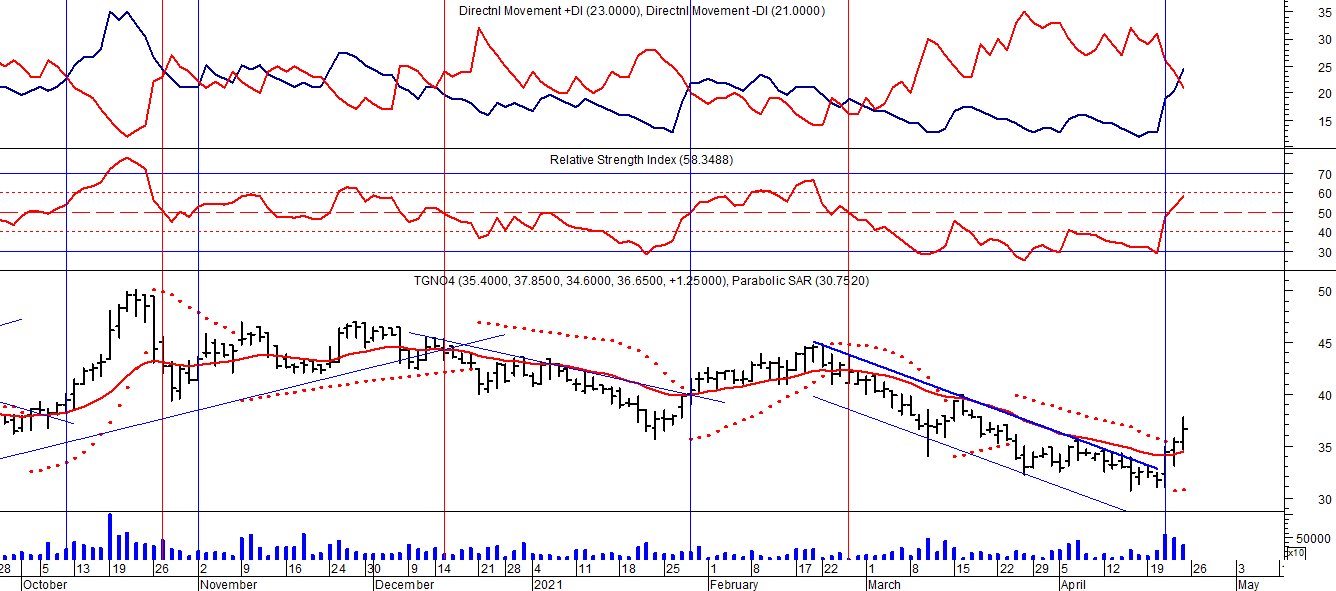 Directnl Movement +DI (23.0000), Directnl Movement -DI (21.0000)
35
30
25
20
15
Relative Strength Index (58.3488)
70
60
50
40
30
TGNO4 (35.4000, 37.8500, 34.6000, 36.6500, +1.25000), Parabolic SAR (30.7520)
50
45
40
35
30
50000
x10
28 5 13 19 26 2 9 16 24 30 9 14 21 28 4 11 18 25 1 8 17 22 1 8 15 22 29 5 12 19 26 3 1
October November December 2021 February March April May